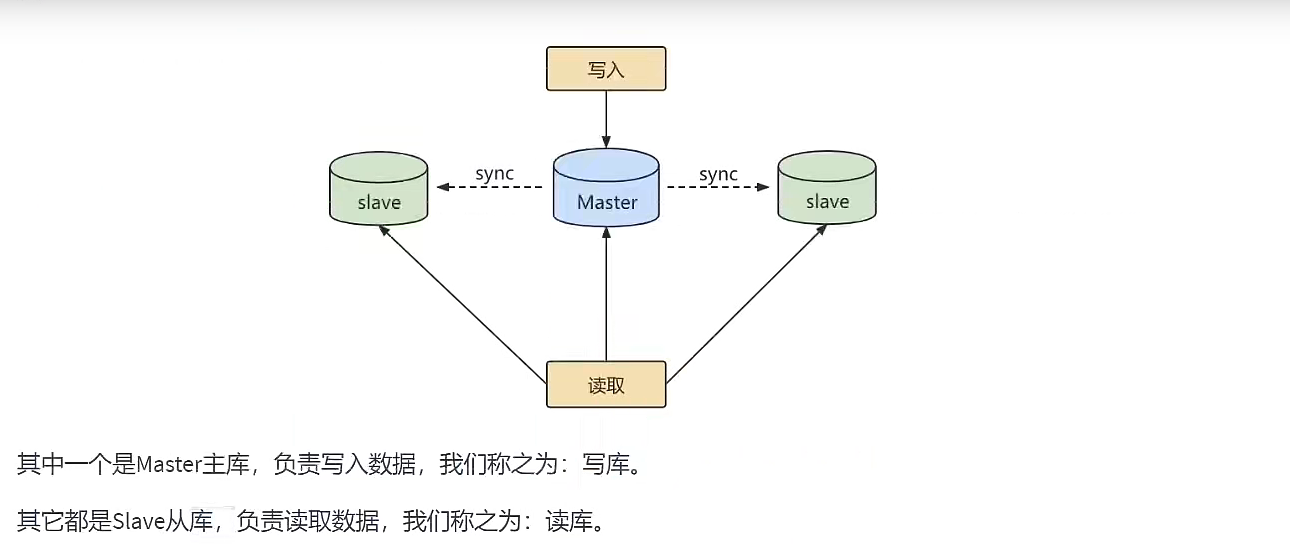 写入
sync
sync
slave
Master
slave
读取
其中一个是Master主库，负责写入数据，我们称之为：写库。
其它都是Slave从库，负责读取数据，我们称之为：读库。